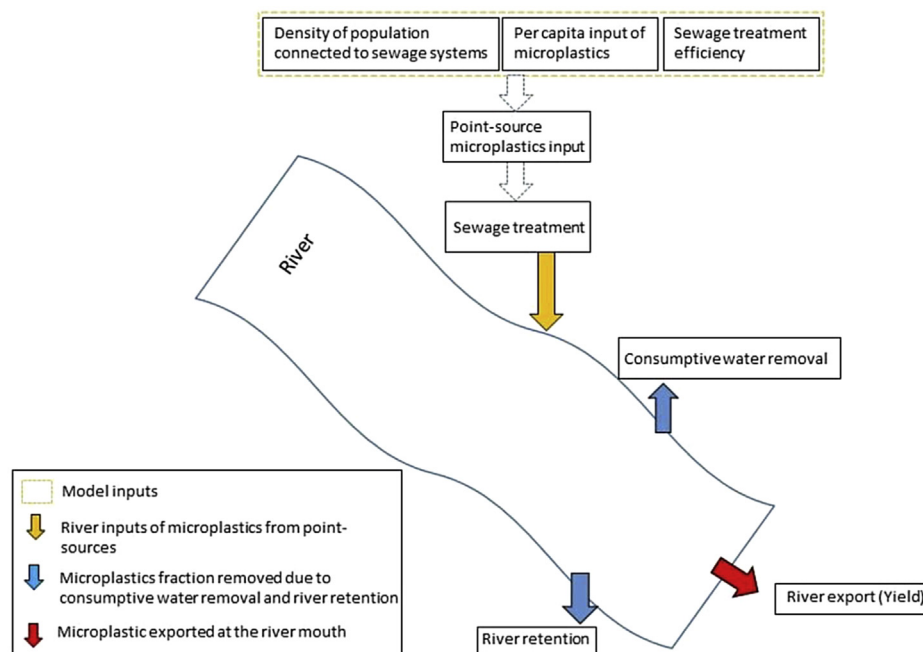 Density of population
connected to sewage systems
Per capita input of
microplastics
Sewage treatment
efficiency
Point-source
microplastics input
Sewage treatment
River
Consumptive water removal
Model inputs
River inputs of microplastics from point-
sources
Microplastics fraction removed due to
consumptive water removal and river retention
Microplastic exported at the river mouth
River retention
River export (Yield)